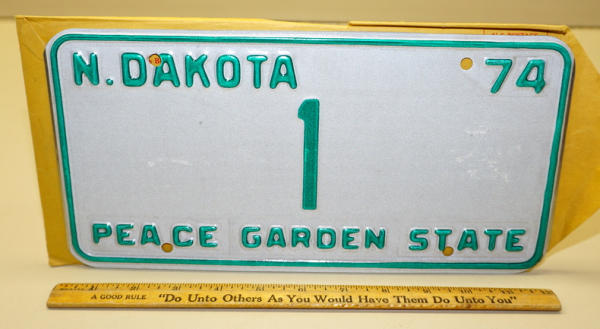 N. DAKOTA 74
1
PEACE GARDEN STATE
A GOOD RULE "Do Unto Others As You Would Have Them Do Unto You"